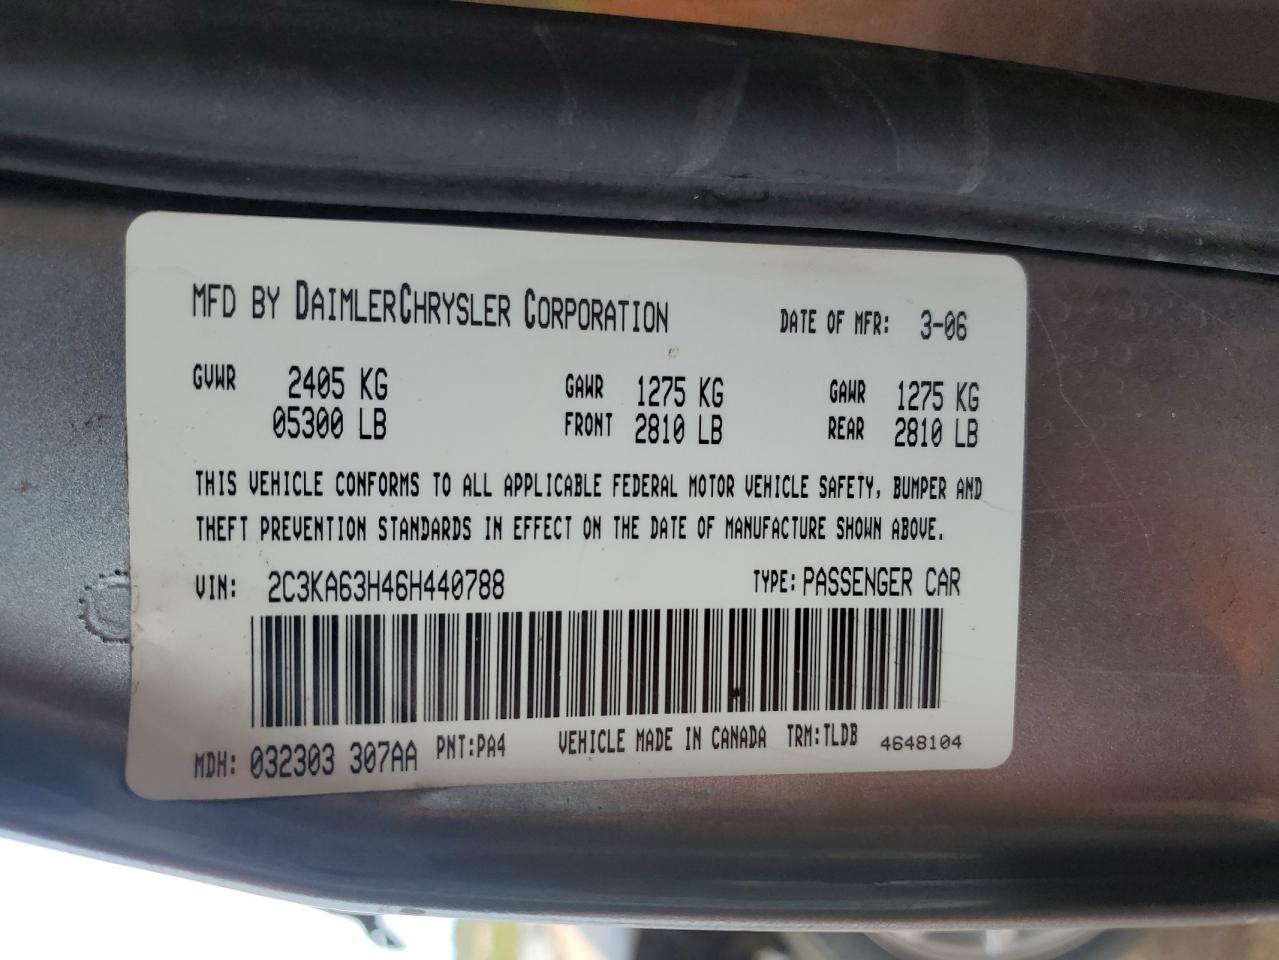 MFD BY DAIMLERCHRYSLER CORPORATION DATE OF MFR: 3-06
GVWR 2405 KG GAWR 1275 KG GAWR 1275 KG
05300 LB FRONT 2810 LB REAR 2810 LB
THIS VEHICLE CONFORMS TO ALL APPLICABLE FEDERAL MOTOR VEHICLE SAFETY, BUMPER AND
THEFT PREVENTION STANDARDS IN EFFECT ON THE DATE OF MANUFACTURE SHOWN ABOVE.
VIN: 2C3KA63H46H440788 TYPE: PASSENGER CAR
MDH: 032303 307AA PNT:PA4 VEHICLE MADE IN CANADA TRM:TLDB 4648104